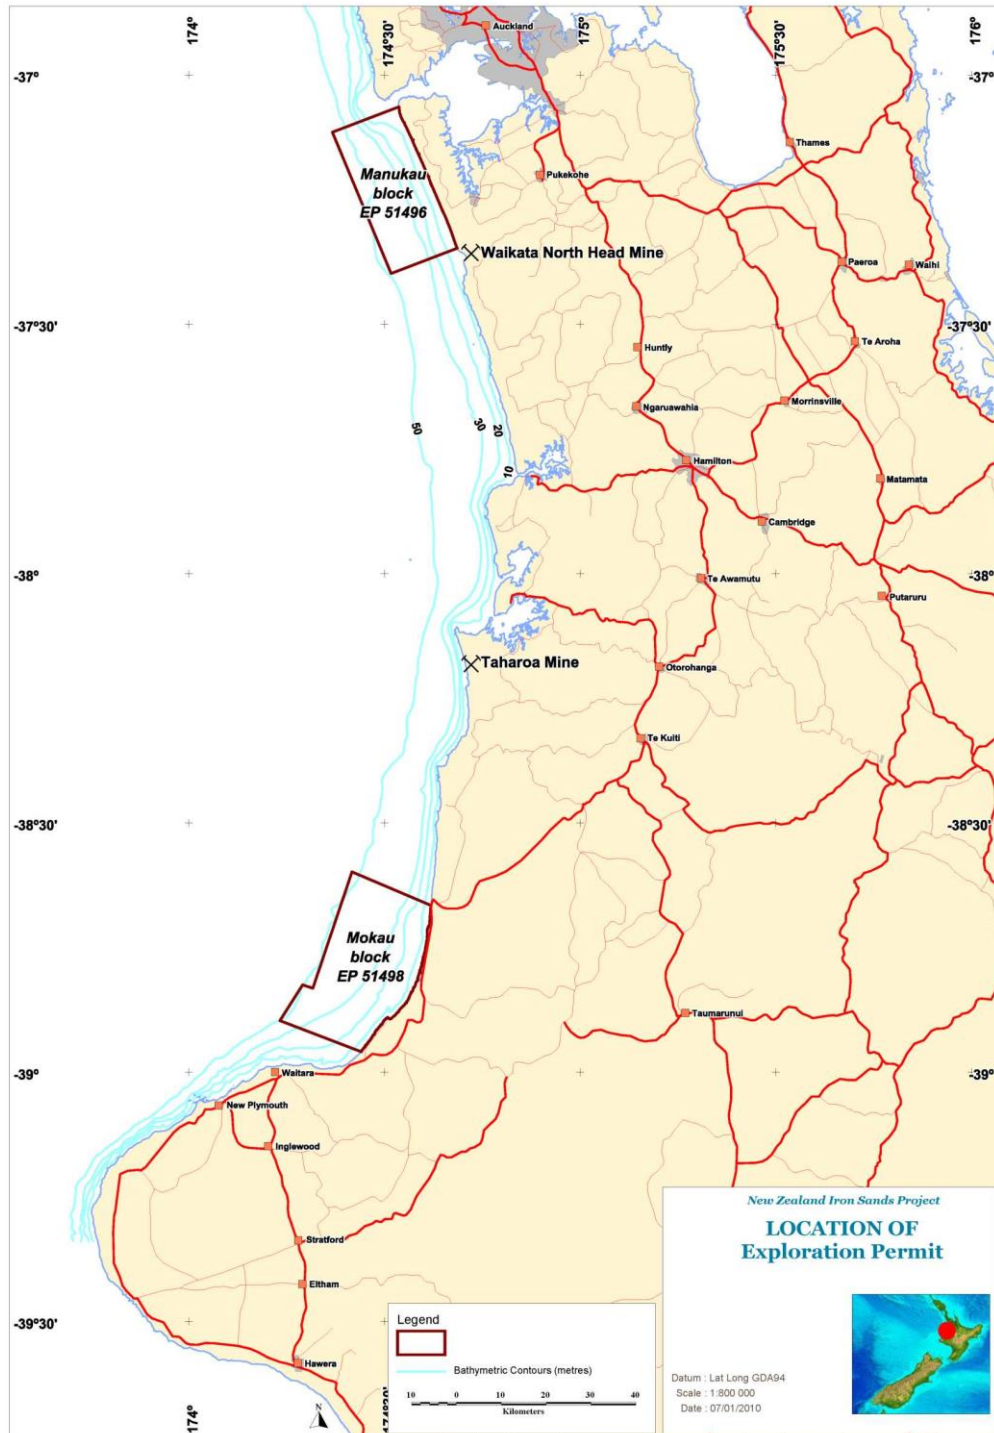 174°
174°30'
175°
175°30'
176°
Auckland
-37°
-37°
Thames
Manukau
block
EP 51496
Pukekohe
Waikata North Head Mine
Paeroa
Waihi
-37°30'
-37°30'
Te Aroha
Huntly
Ngaruawahia
Morrinsville
50
30
20
10
Hamilton
Matamata
Cambridge
-38°
-38°
Te Awamutu
Putaruru
Taharoa Mine
Otorohanga
Te Kuiti
-38°30'
-38°30'
Mokau
block
EP 51498
Taumarunui
-39°
-39°
Waitara
New Plymouth
Inglewood
Stratford
Eltham
-39°30'
Hawera
174°
174°30'
N
Legend
Bathymetric Contours (metres)
10 0 10 20 30 40
Kilometers
New Zealand Iron Sands Project
LOCATION OF
Exploration Permit
Datum : Lat Long GDA94
Scale : 1:800 000
Date : 07/01/2010